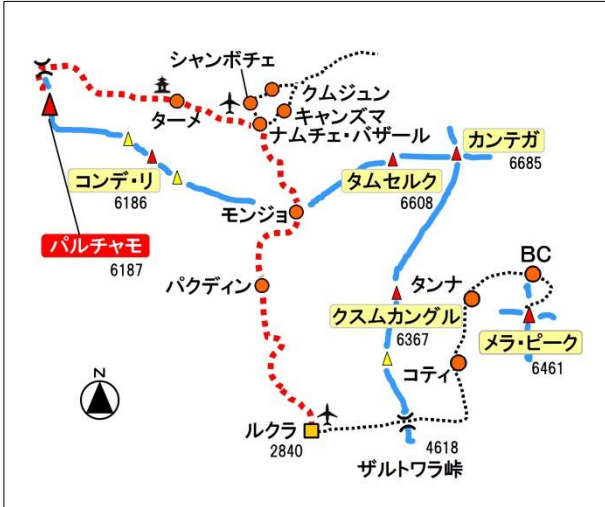 シャンボチェ
クムジュン
キャンズマ
ターメ
ナムチェ・バザール
カンテガ
6685
コンデ・リ
6186
タムセルク
6608
モンジョ
パルチャモ
6187
BC
パクディン
タンナ
クスムカングル
6367
メラ・ピーク
6461
コティ
N
ルクラ
2840
4618
ザルトワラ峠